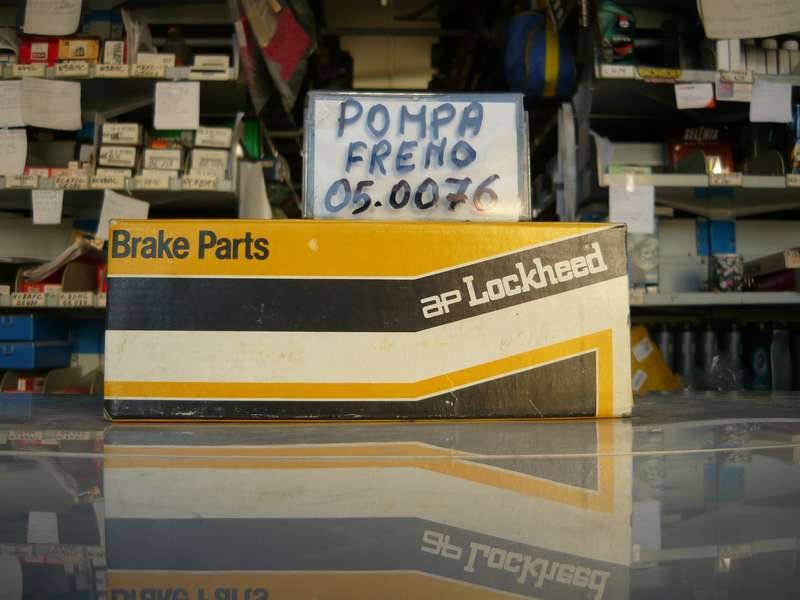 POMPA
FRENO
05.0076
Brake Parts
ap Lockheed